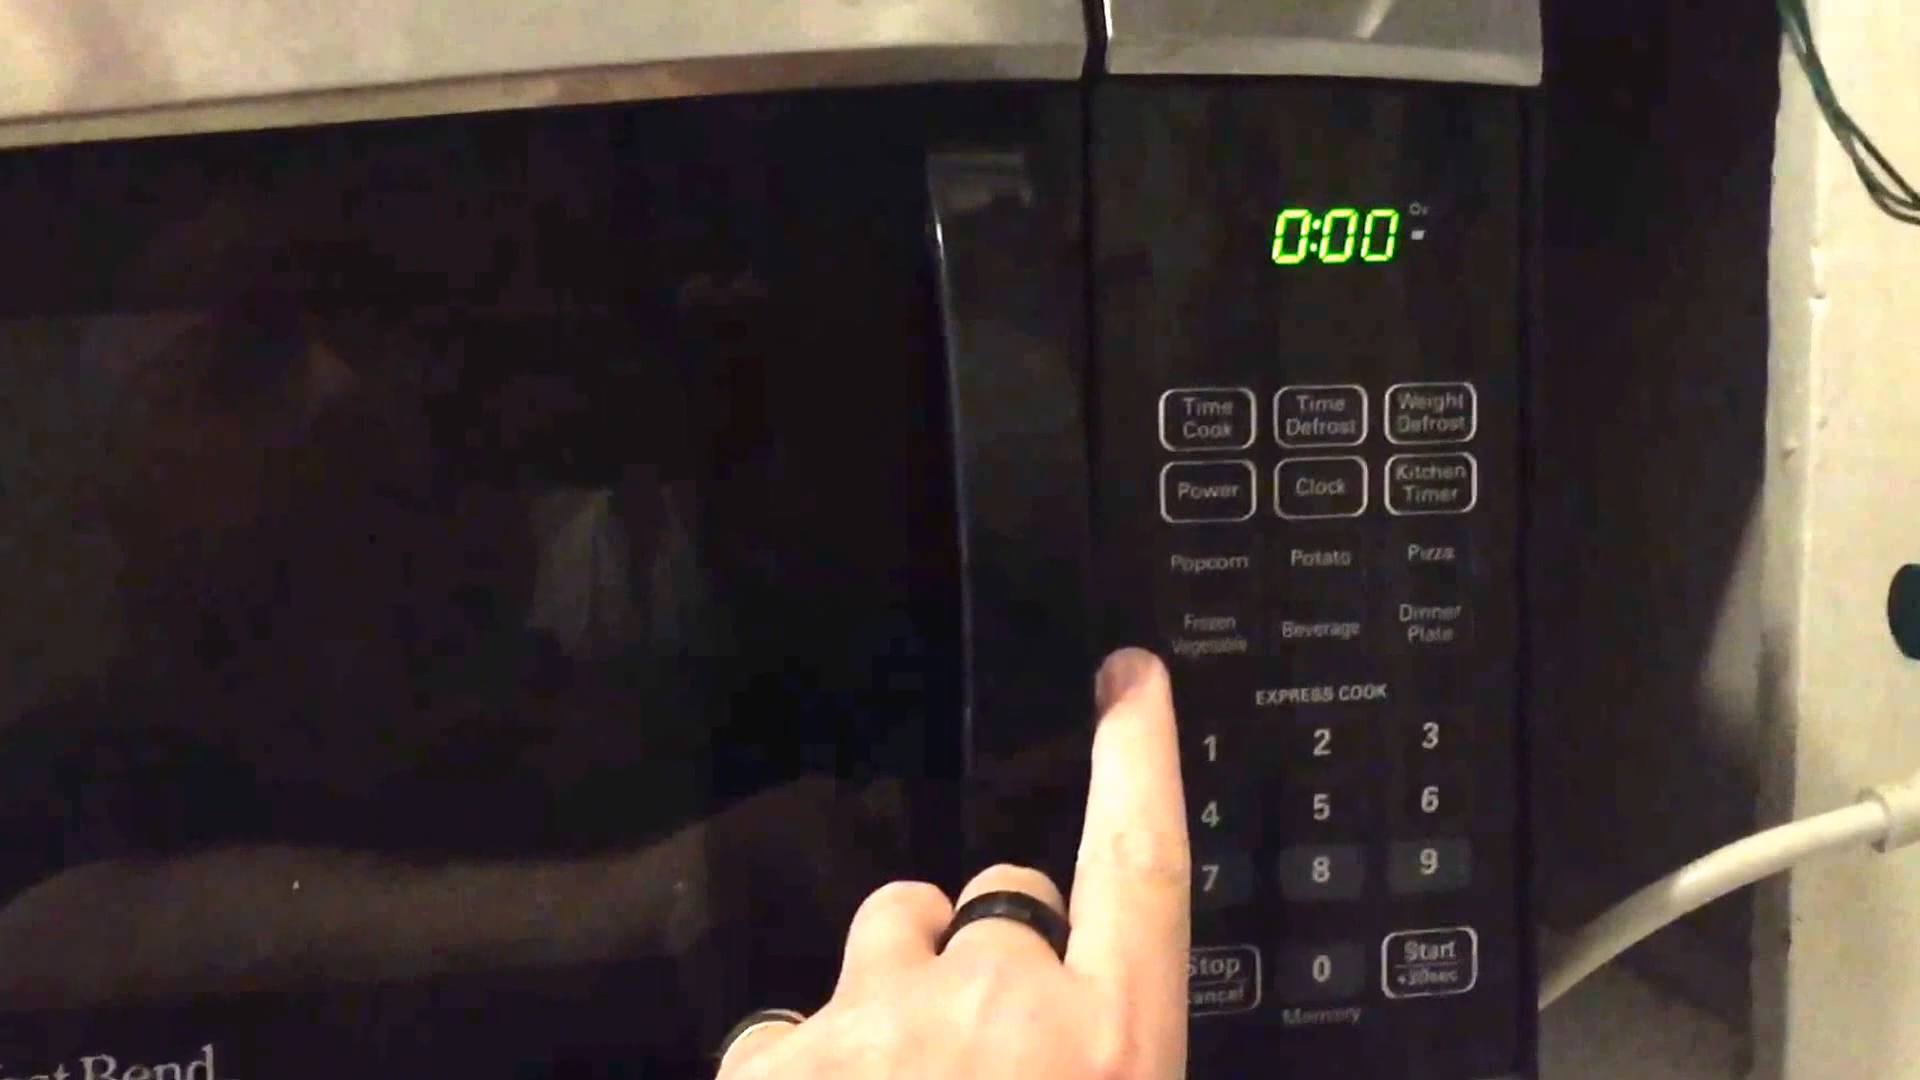 0:00
Time Cook
Time Defrost
Weight Defrost
Power
Clock
Kitchen Timer
Popcorn
Potato
Pizza
Frozen Vegetable
Beverage
Dinner Plate
EXPRESS COOK
1 2 3
4 5 6
7 8 9
Stop
0
Start
+30sec
Memory
Bend